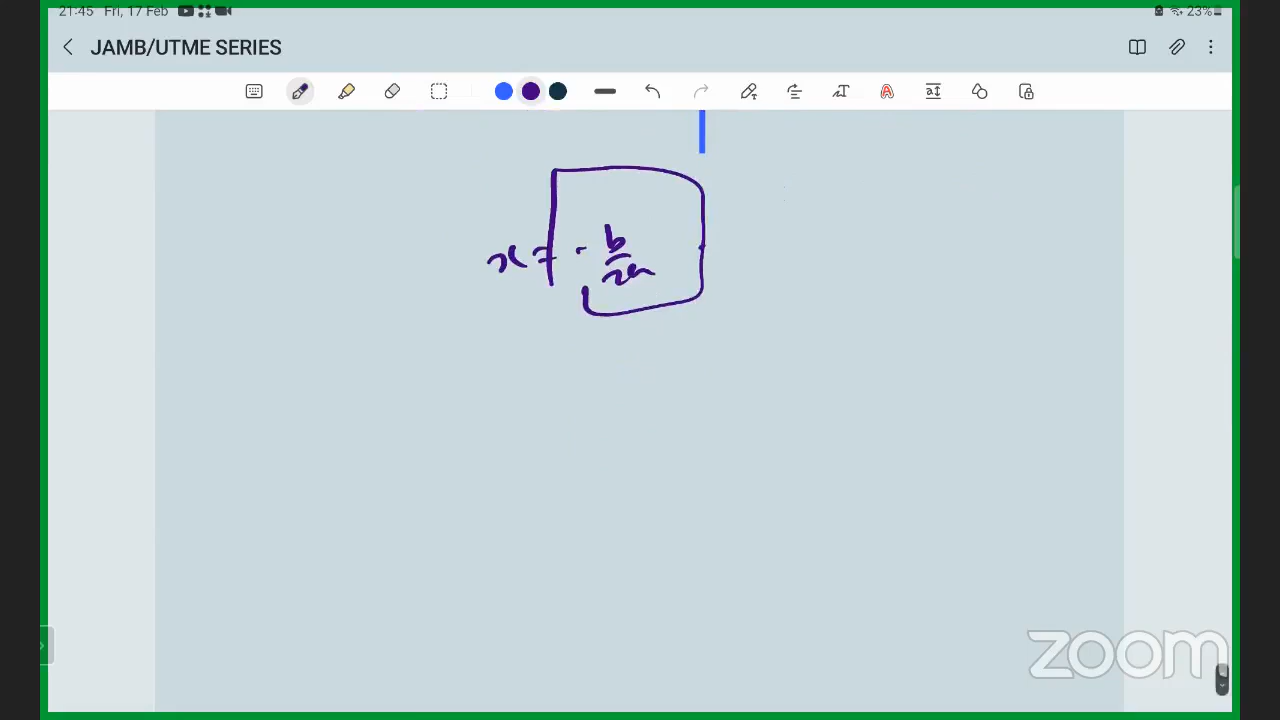 21:45 Fri, 17 Feb 23%
JAMB/UTME SERIES
x = - b/2a
zoom